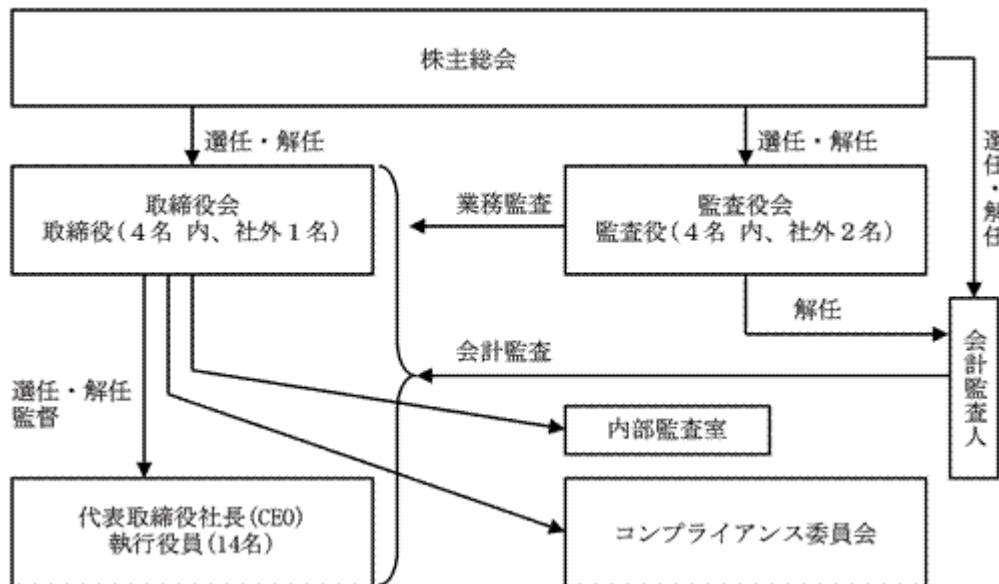 株主総会
選任・解任
選任・解任
選任・解任
取締役会
取締役(4名 内、社外1名)
業務監査
監査役会
監査役(4名 内、社外2名)
解任
会計監査
会計監査人
選任・解任
監督
内部監査室
代表取締役社長(CEO)
執行役員(14名)
コンプライアンス委員会